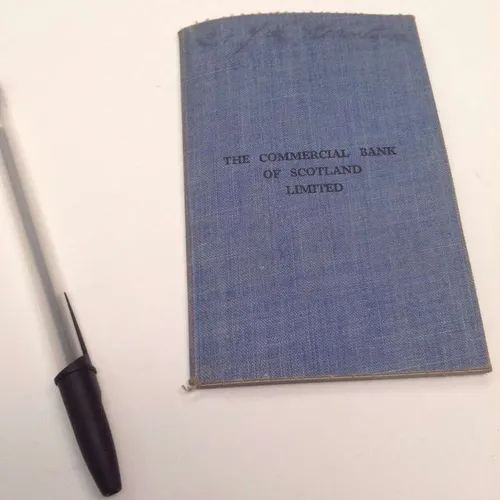 THE COMMERCIAL BANK
OF SCOTLAND
LIMITED